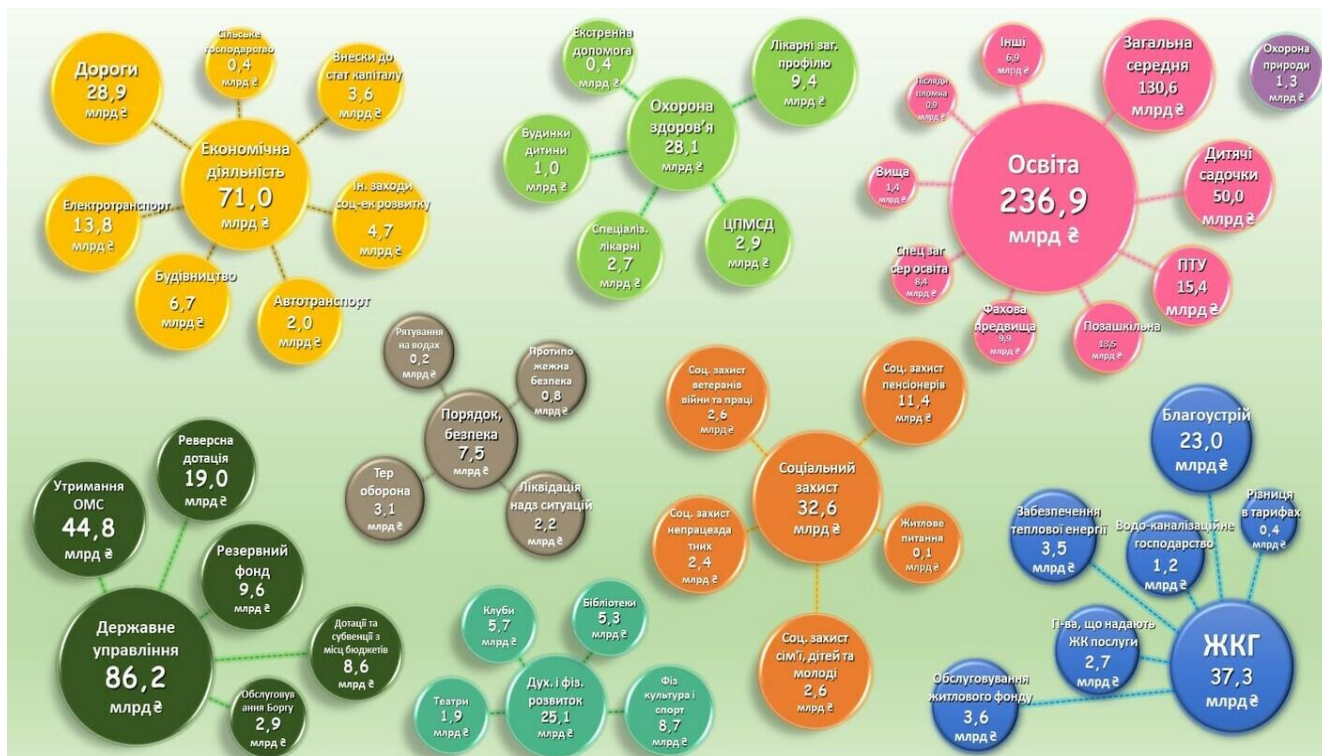 Дороги
28,9
млрд ₴
Сільське
господарство
0,4
млрд ₴
Внески до
стат капіталу
3,6
млрд ₴
Економічна
діяльність
71,0
млрд ₴
Електротранспорт
13,8
млрд ₴
Ін. заходи
соц-ек розвитку
4,7
млрд ₴
Будівництво
6,7
млрд ₴
Автотранспорт
2,0
млрд ₴
Екстренна
допомога
0,4
млрд ₴
Лікарні заг.
профілю
9,4
млрд ₴
Охорона
здоров'я
28,1
млрд ₴
Будинки
дитини
1,0
млрд ₴
Спеціаліз.
лікарні
2,7
млрд ₴
ЦПМСД
2,9
млрд ₴
Інші
6,9
млрд ₴
Загальна
середня
130,6
млрд ₴
Охорона
природи
1,3
млрд ₴
Післяди
пломна
0,9
млрд ₴
Освіта
236,9
млрд ₴
Дитячі
садочки
50,0
млрд ₴
Вища
1,4
млрд ₴
Спец заг
сер освіта
8,4
млрд ₴
ПТУ
15,4
млрд ₴
Фахова
предвища
9,9
млрд ₴
Позашкільна
13,5
млрд ₴
Рятування
на водах
0,2
млрд ₴
Протипо
жежна
безпека
0,8
млрд ₴
Порядок,
безпека
7,5
млрд ₴
Тер
оборона
3,1
млрд ₴
Ліквідація
надз ситуацій
2,2
млрд ₴
Соц. захист
ветеранів
війни та праці
2,6
млрд ₴
Соц. захист
пенсіонерів
11,4
млрд ₴
Соціальний
захист
32,6
млрд ₴
Соц. захист
непрацезда
тних
2,4
млрд ₴
Житлове
питання
0,1
млрд ₴
Соц. захист
сім'ї, дітей та
молоді
2,6
млрд ₴
Реверсна
дотація
19,0
млрд ₴
Утримання
ОМС
44,8
млрд ₴
Резервний
фонд
9,6
млрд ₴
Державне
управління
86,2
млрд ₴
Дотації та
субвенції з
місц бюджетів
8,6
млрд ₴
Обслуговув
ання Боргу
2,9
млрд ₴
Клуби
5,7
млрд ₴
Бібліотеки
5,3
млрд ₴
Театри
1,9
млрд ₴
Дух. і фіз.
розвиток
25,1
млрд ₴
Фіз
культура і
спорт
8,7
млрд ₴
Благоустрій
23,0
млрд ₴
Забезпечення
теплової енергії
3,5
млрд ₴
Водо-каналізаційне
господарство
1,2
млрд ₴
Різниця
в тарифах
0,4
млрд ₴
П-ва, що надають
ЖК послуги
2,7
млрд ₴
ЖКГ
37,3
млрд ₴
Обслуговування
житлового фонду
3,6
млрд ₴